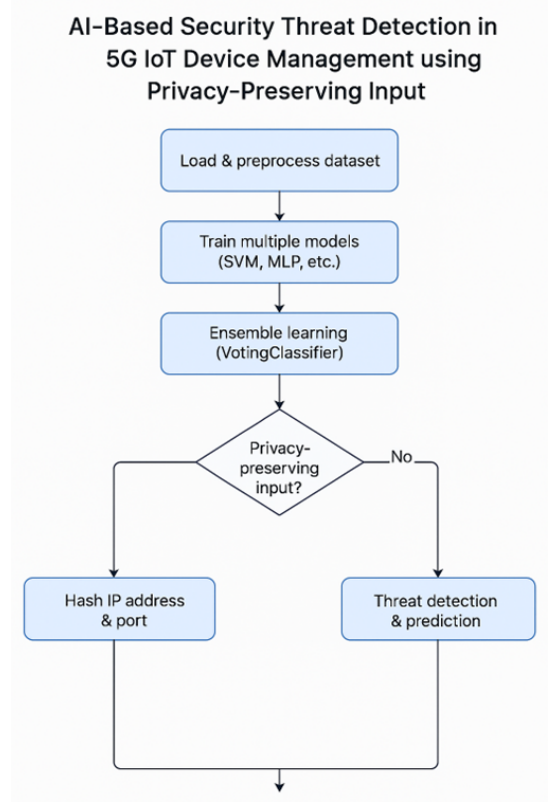 AI-Based Security Threat Detection in
5G IoT Device Management using
Privacy-Preserving Input
Load & preprocess dataset
Train multiple models
(SVM, MLP, etc.)
Ensemble learning
(VotingClassifier)
Privacy-
preserving
input?
No
Hash IP address
& port
Threat detection
& prediction